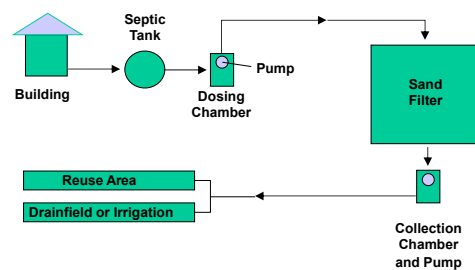 Septic
Tank
Building
Pump
Dosing
Chamber
Sand
Filter
Reuse Area
Drainfield or Irrigation
Collection
Chamber
and Pump